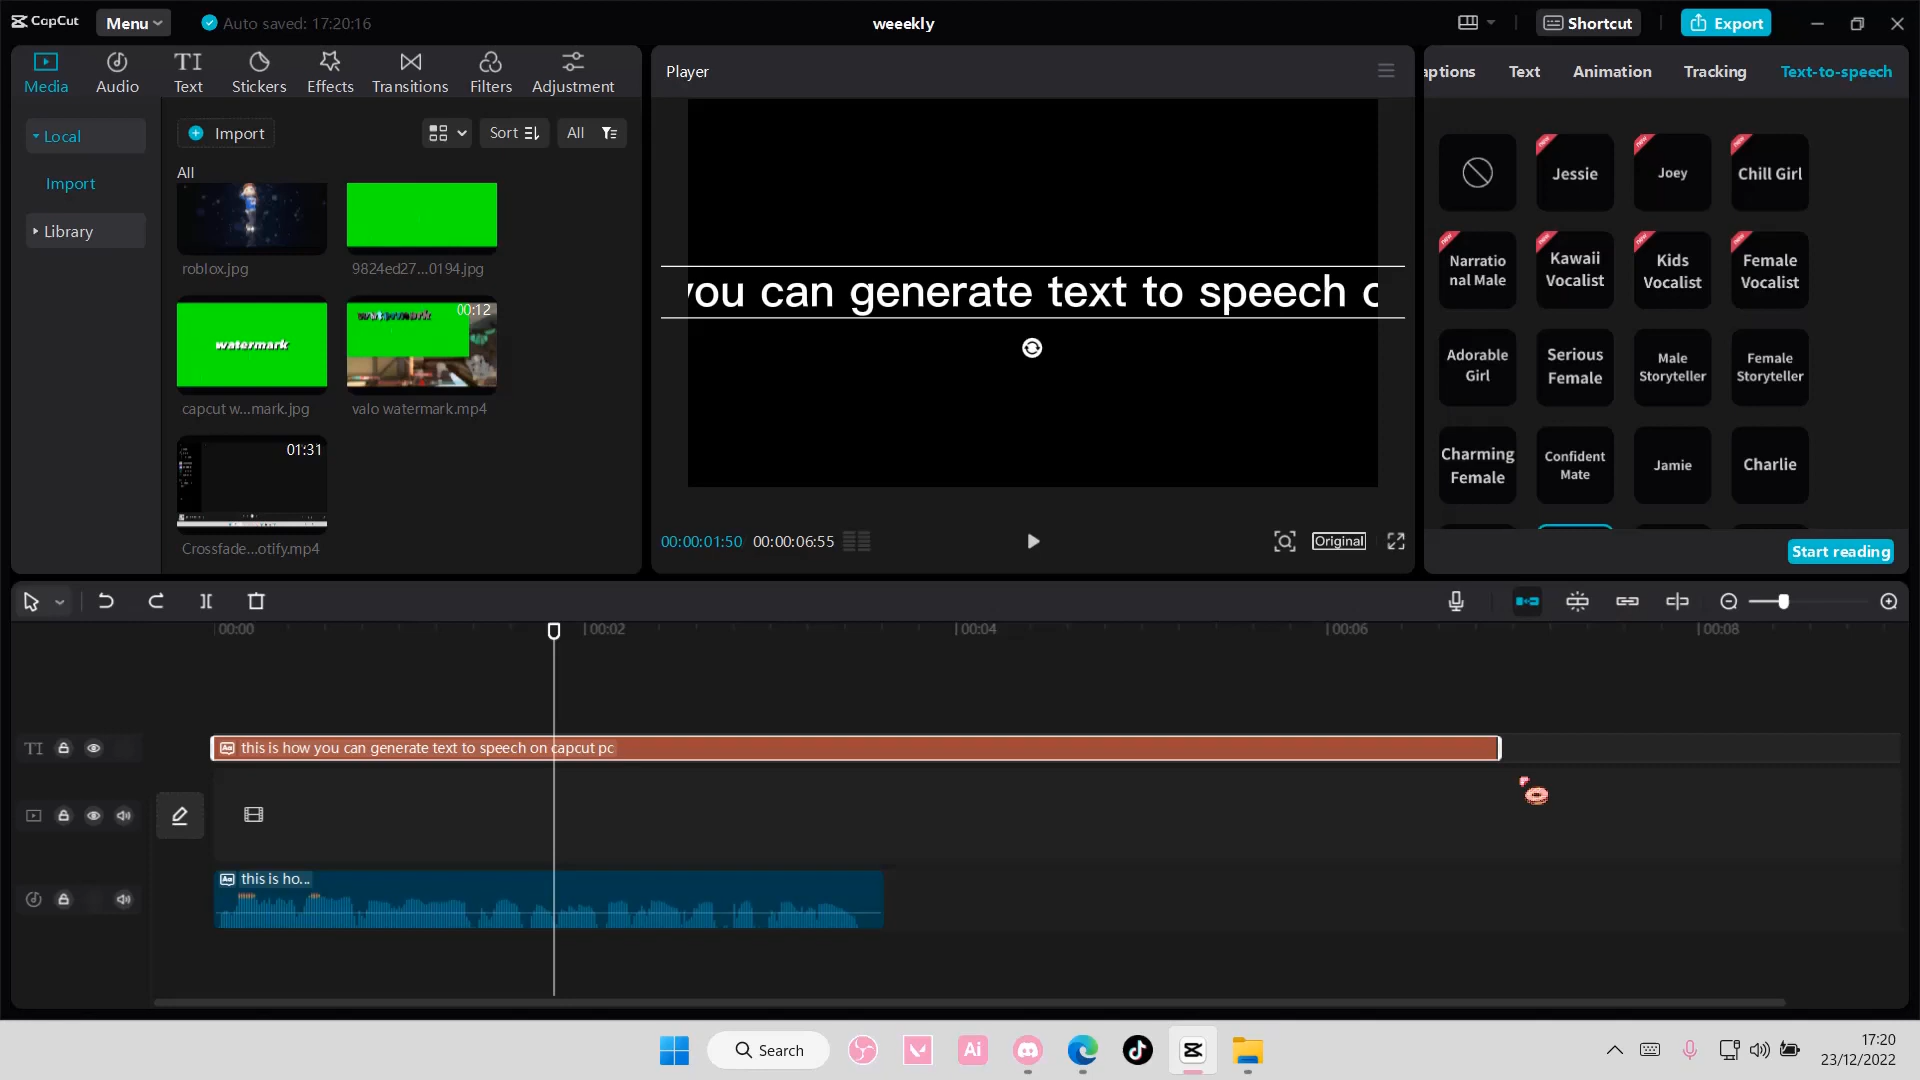 CapCut
Menu
Auto saved: 17:20:16
weeekly
Shortcut
Export
Media
Audio
Text
Stickers
Effects
Transitions
Filters
Adjustment
Local
Import
Library
Import
Sort
All
All
roblox.jpg
9824ed27...0194.jpg
watermark
00:12
capcut w...mark.jpg
valo watermark.mp4
01:31
Crossfade...otify.mp4
Player
you can generate text to speech
00:00:01:50
00:00:06:55
Original
aptions
Text
Animation
Tracking
Text-to-speech
Jessie
Joey
Chill Girl
Narratio
nal Male
Kawaii
Vocalist
Kids
Vocalist
Female
Vocalist
Adorable
Girl
Serious
Female
Male
Storyteller
Female
Storyteller
Charming
Female
Confident
Mate
Jamie
Charlie
Start reading
00:00
00:02
00:04
00:06
00:08
this is how you can generate text to speech on capcut pc
this is ho...
Search
Ai
17:20
23/12/2022